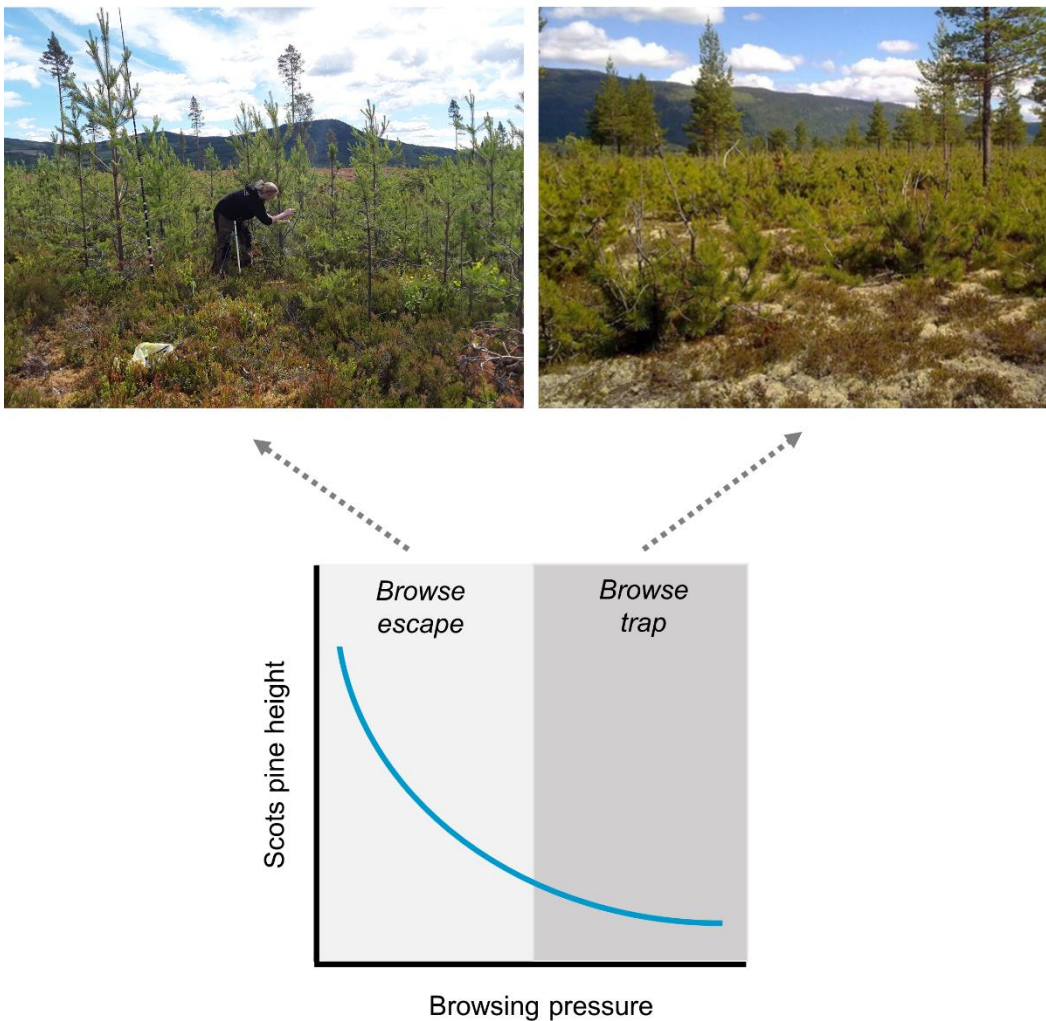 Browse
escape
Browse
trap
Scots pine height
Browsing pressure